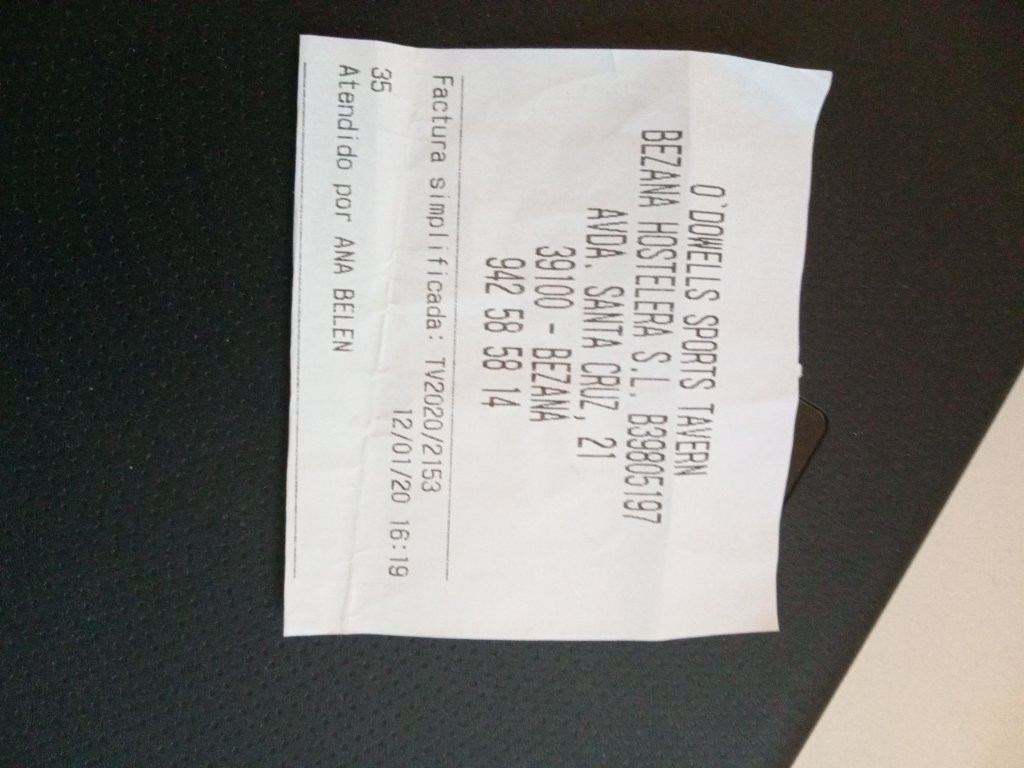 O'DOWELLS SPORTS TAVERN
BEZANA HOSTELERA S.L. B39805197
AVDA. SANTA CRUZ, 21
39100 - BEZANA
942 58 58 14
Factura simplificada: TV2020/2153
12/01/20 16:19
35
Atendido por ANA BELEN